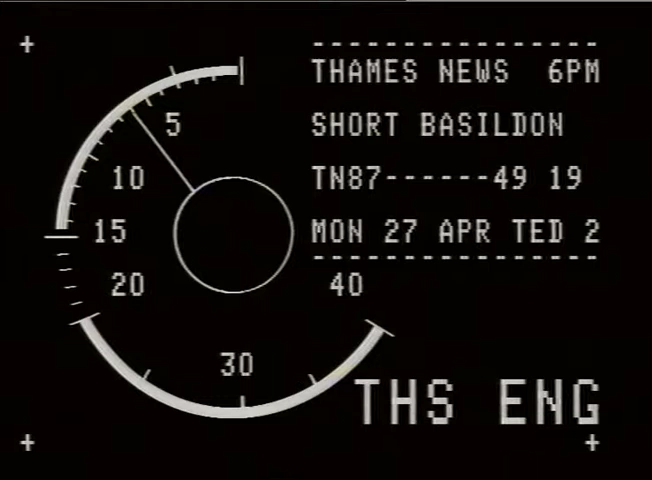 THAMES NEWS 6PM
SHORT BASILDON
TN87------49 19
MON 27 APR TED 2
5
10
15
20
30
40
THS ENG